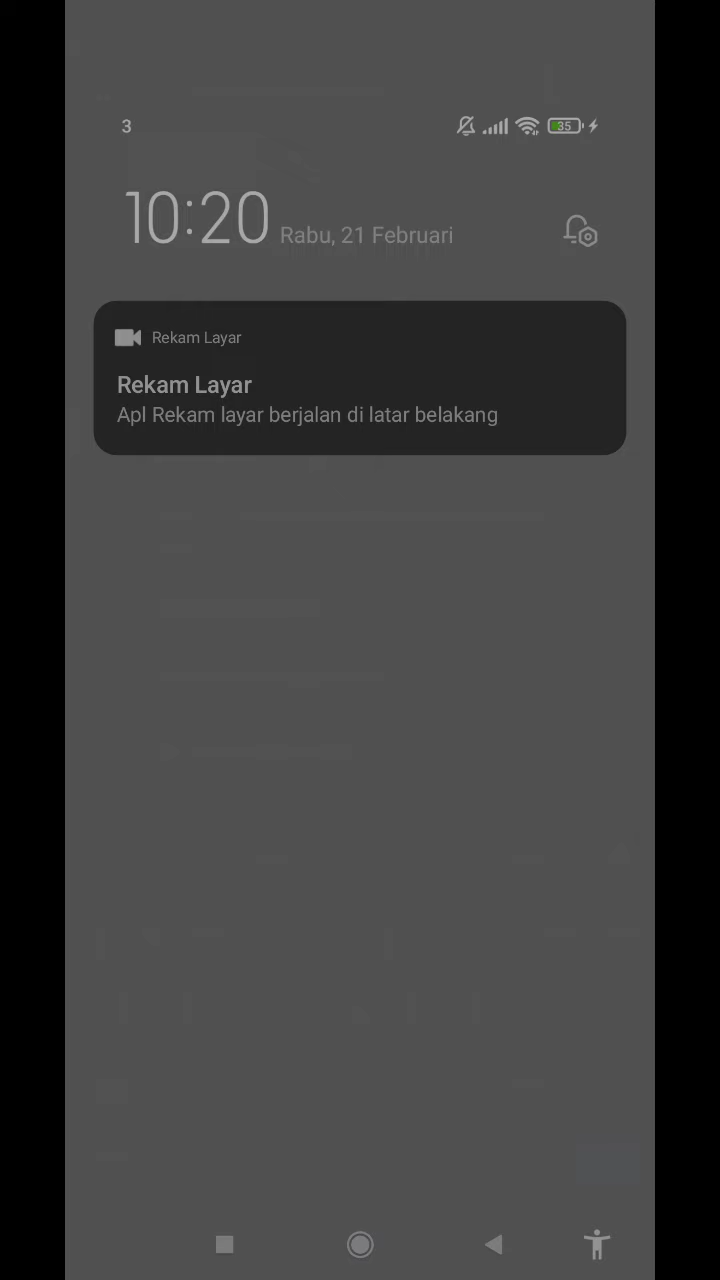 3
35
10:20 Rabu, 21 Februari
Rekam Layar
Rekam Layar
Apl Rekam layar berjalan di latar belakang